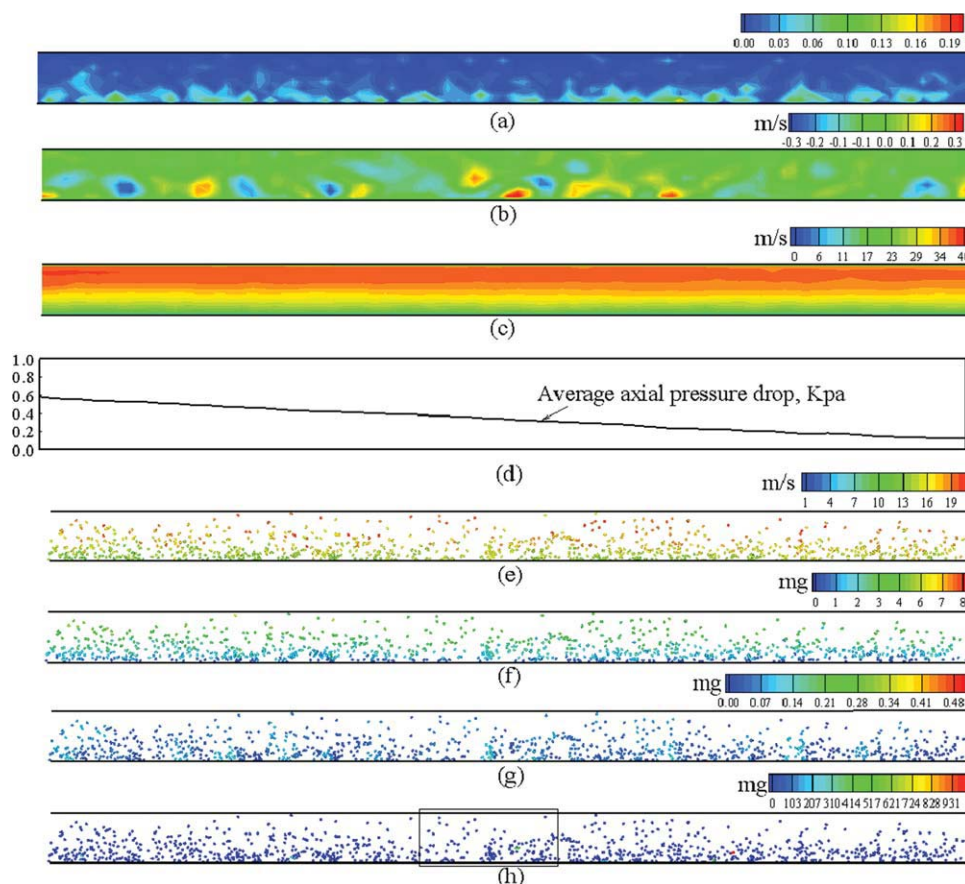 0.00 0.03 0.06 0.10 0.13 0.16 0.19
(a)
m/s
-0.3 -0.2 -0.1 -0.1 0.0 0.1 0.2 0.3
(b)
m/s
0 6 11 17 23 29 34 40
(c)
1.0
0.8
0.6
0.4
0.2
0.0
Average axial pressure drop, Kpa
(d)
m/s
1 4 7 10 13 16 19
(e)
mg
0 1 2 3 4 6 7 8
(f)
mg
0.00 0.07 0.14 0.21 0.28 0.34 0.41 0.48
(g)
mg
0 103 207 310 414 517 621 724 828 931
(h)